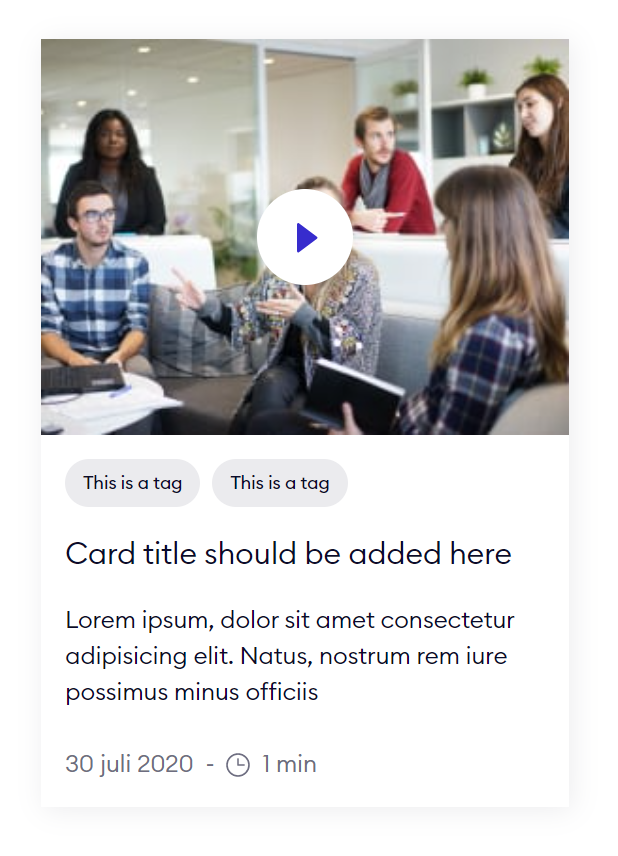 This is a tag This is a tag
Card title should be added here
Lorem ipsum, dolor sit amet consectetur
adipisicing elit. Natus, nostrum rem iure
possimus minus officiis
30 juli 2020 - 1 min